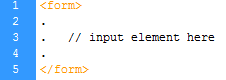 1 <form>
2 .
3 .   // input element here
4 .
5 </form>